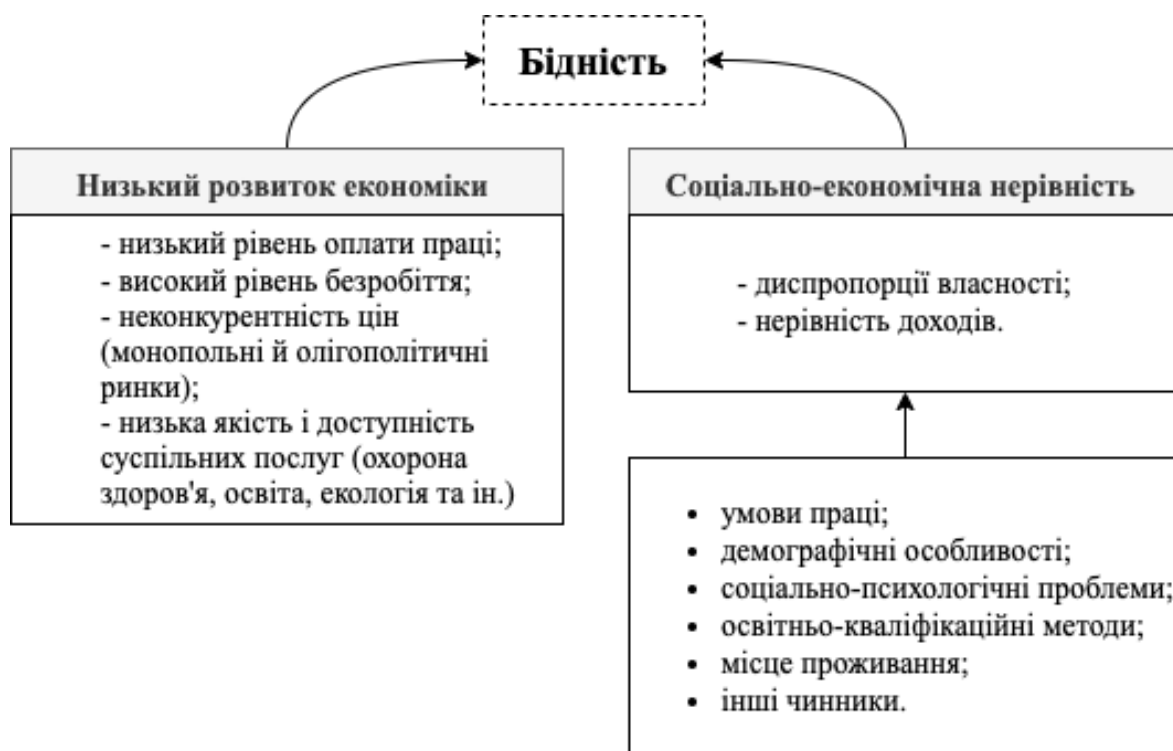 Бідність
Низький розвиток економіки
- низький рівень оплати праці;
- високий рівень безробіття;
- неконкурентність цін
(монопольні й олігополітичні
ринки);
- низька якість і доступність
суспільних послуг (охорона
здоров'я, освіта, екологія та ін.)
Соціально-економічна нерівність
- диспропорції власності;
- нерівність доходів.
• умови праці;
• демографічні особливості;
• соціально-психологічні проблеми;
• освітньо-кваліфікаційні методи;
• місце проживання;
• інші чинники.